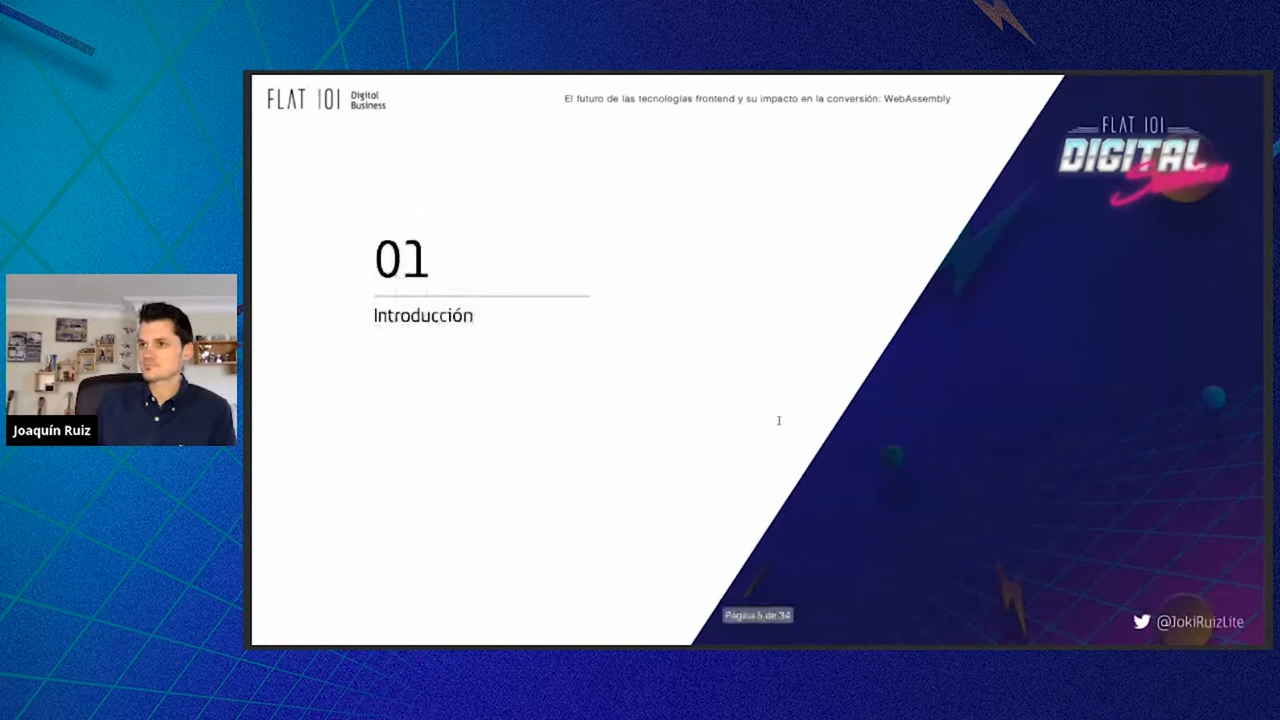 FLAT 101 Digital Business
El futuro de las tecnologías frontend y su impacto en la conversión: WebAssembly
FLAT 101
DIGITAL
Summer
01
Introducción
Joaquín Ruiz
Página 5 de 34
@JokiRuizLite